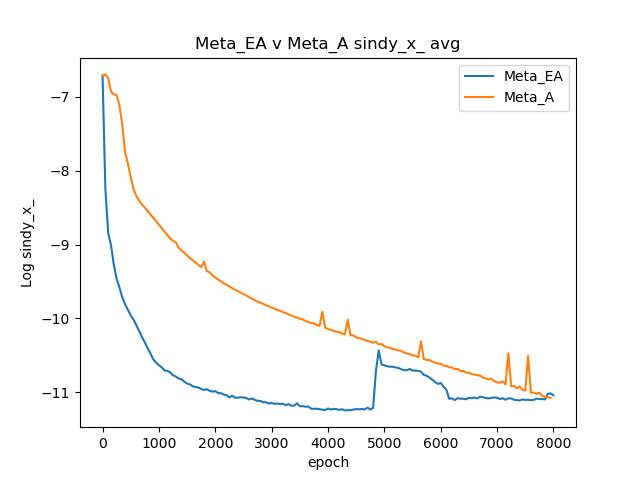 Meta_EA v Meta_A sindy_x_ avg
Meta_EA
Meta_A
Log sindy_x_
−7
−8
−9
−10
−11
0 1000 2000 3000 4000 5000 6000 7000 8000
epoch